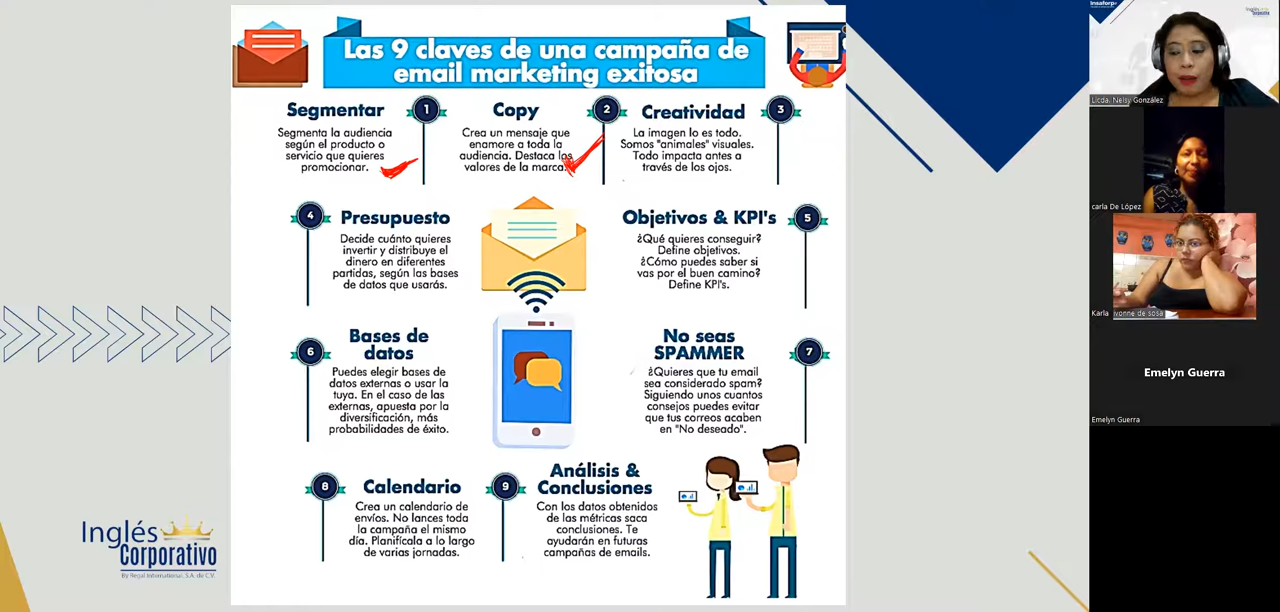 Las 9 claves de una campaña de
email marketing exitosa
Segmentar
1
Segmenta la audiencia
según el producto o
servicio que quieres
promocionar.
Copy
2
Crea un mensaje que
enamore a toda la
audiencia. Destaca los
valores de la marca.
Creatividad
3
La imagen lo es todo.
Somos "animales" visuales.
Todo impacta antes a
través de los ojos.
4
Presupuesto
Decide cuánto quieres
invertir y distribuye el
dinero en diferentes
partidas, según las bases
de datos que usarás.
Objetivos & KPI's
5
¿Qué quieres conseguir?
Define objetivos.
¿Cómo puedes saber si
vas por el buen camino?
Define KPI's.
6
Bases de
datos
Puedes elegir bases de
datos externas o usar la
tuya. En el caso de las
externas, apuesta por la
diversificación, más
probabilidades de éxito.
No seas
SPAMMER
7
¿Quieres que tu email
sea considerado spam?
Siguiendo unos cuantos
consejos puedes evitar
que tus correos acaben
en "No deseado".
8
Calendario
Crea un calendario de
envíos. No lances toda
la campaña el mismo
día. Planifícala a lo largo
de varias jornadas.
9
Análisis &
Conclusiones
Con los datos obtenidos
de las métricas saca
conclusiones. Te
ayudarán en futuras
campañas de emails.
Inglés
Corporativo
By Regal International, S.A. de C.V.
Insaforp
Licda. Nelsy González
carla De López
Karla Ivonne de sosa
Emelyn Guerra
Emelyn Guerra